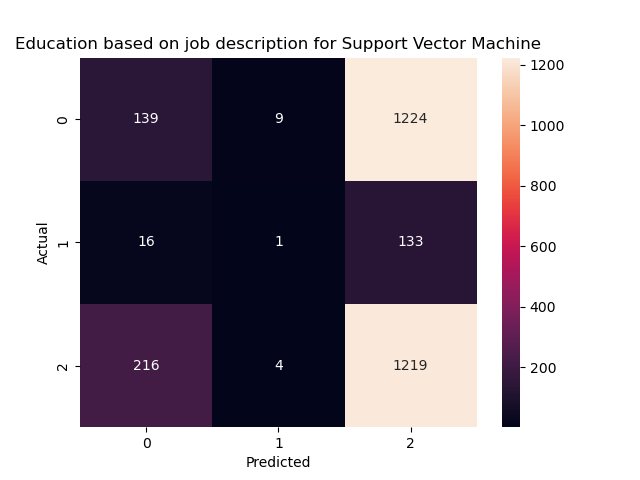 Education based on job description for Support Vector Machine
0 139 9 1224
1 16 1 133
2 216 4 1219
0 1 2
Actual
Predicted
1200
1000
800
600
400
200